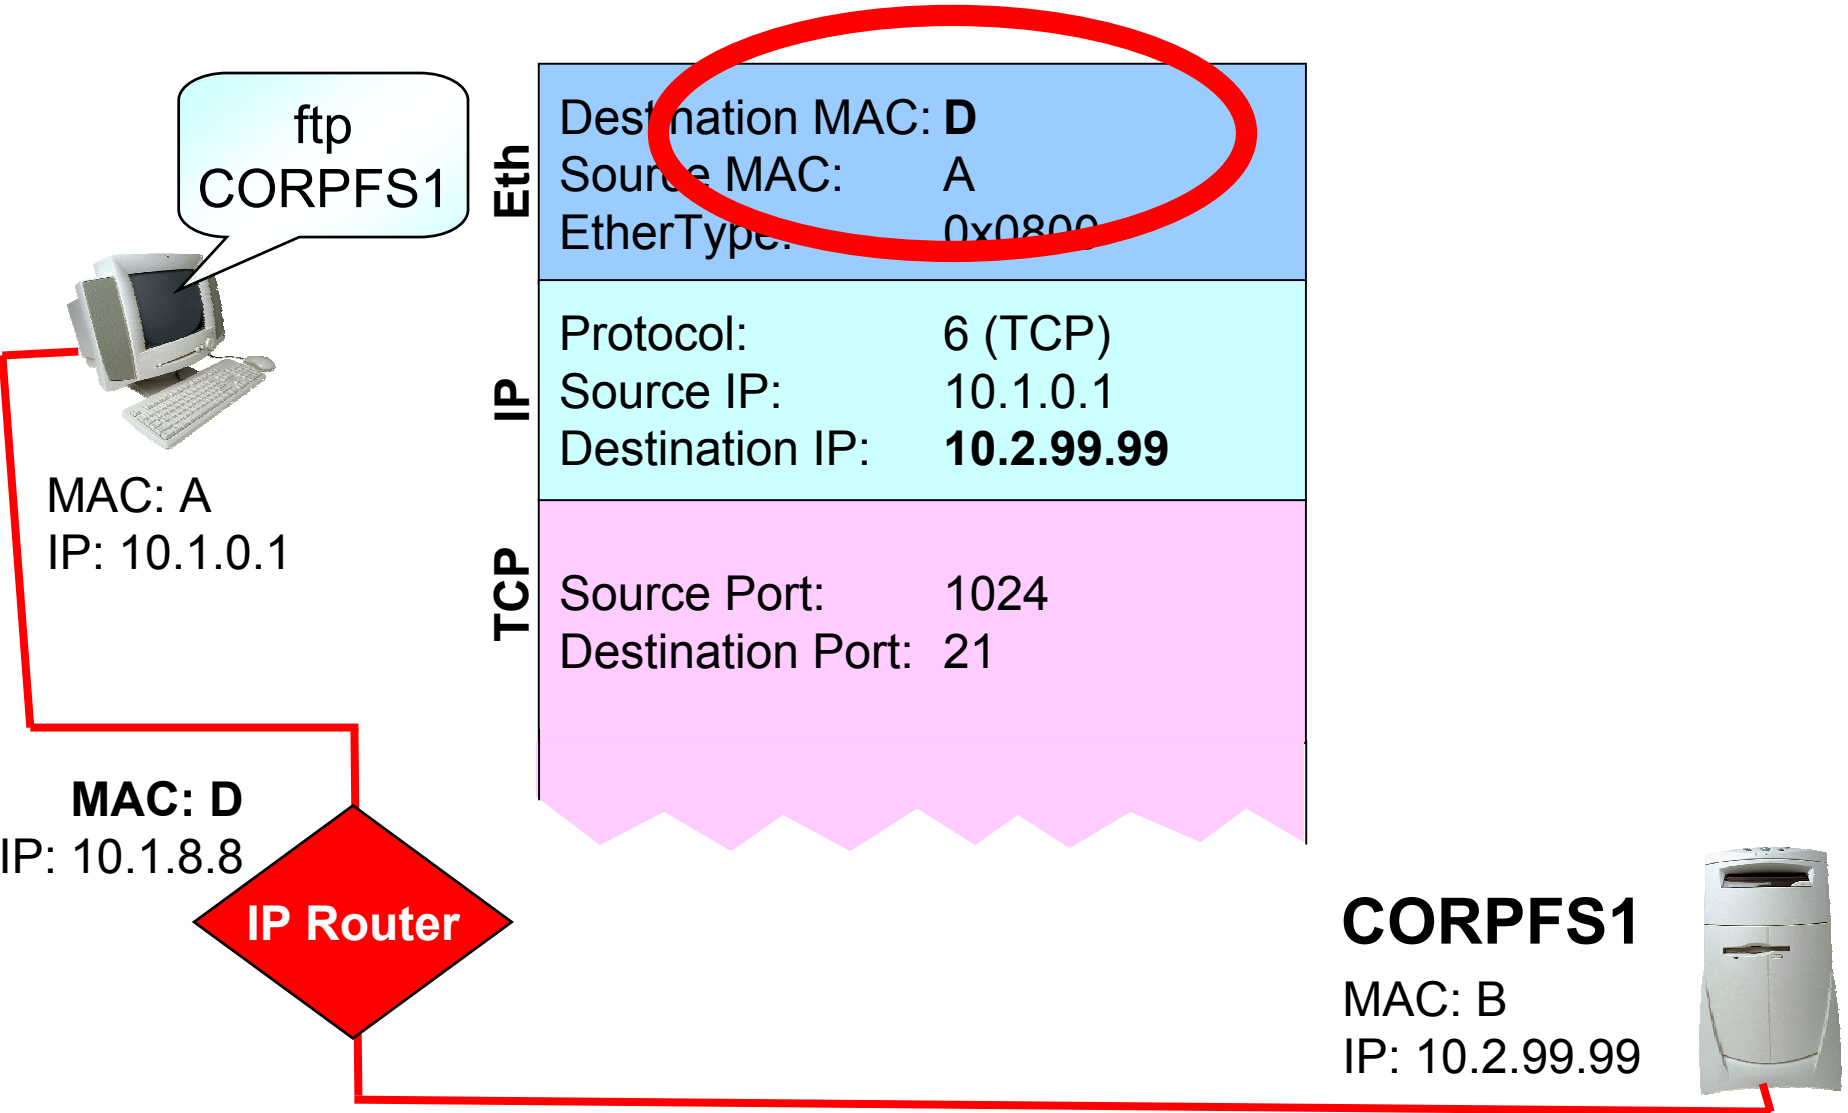 ftp
CORPFS1
Eth
Destination MAC: D
Source MAC: A
EtherType: 0x0800
IP
Protocol: 6 (TCP)
Source IP: 10.1.0.1
Destination IP: 10.2.99.99
MAC: A
IP: 10.1.0.1
TCP
Source Port: 1024
Destination Port: 21
MAC: D
IP: 10.1.8.8
IP Router
CORPFS1
MAC: B
IP: 10.2.99.99